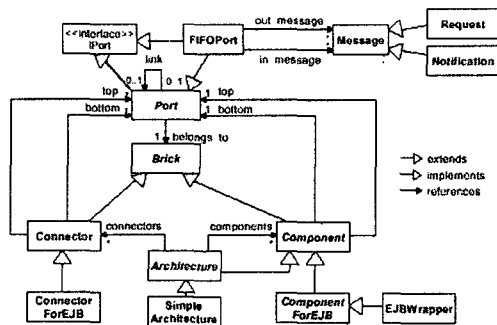 <<Interface>>
IPort
FIFOPort
out message
in message
Message
Request
Notification
link
0..1
0 1
top
1
1
top
bottom
1
1
bottom
Port
1 belongs to
Brick
extends
implements
references
Connector
connectors
*
components
*
Component
Architecture
Connector
ForEJB
Simple
Architecture
Component
ForEJB
EJBWrapper